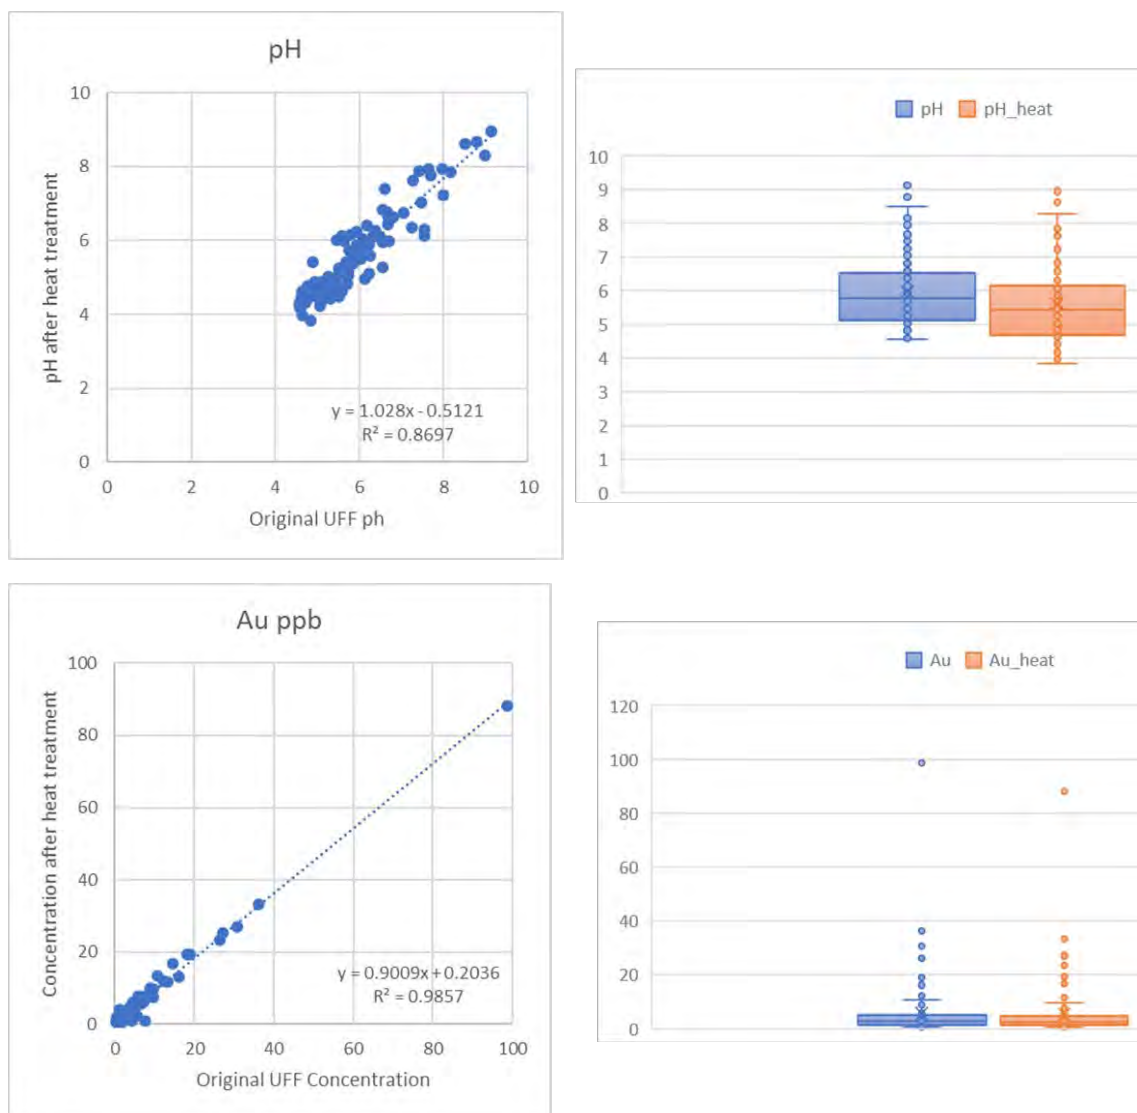 pH
pH after heat treatment
10
8
6
4
2
0
y = 1.028x - 0.5121
R² = 0.8697
0 2 4 6 8 10
Original UFF ph
pH pH_heat
10
9
8
7
6
5
4
3
2
1
0
Au ppb
Concentration after heat treatment
100
80
60
40
20
0
y = 0.9009x + 0.2036
R² = 0.9857
0 20 40 60 80 100
Original UFF Concentration
Au Au_heat
120
100
80
60
40
20
0